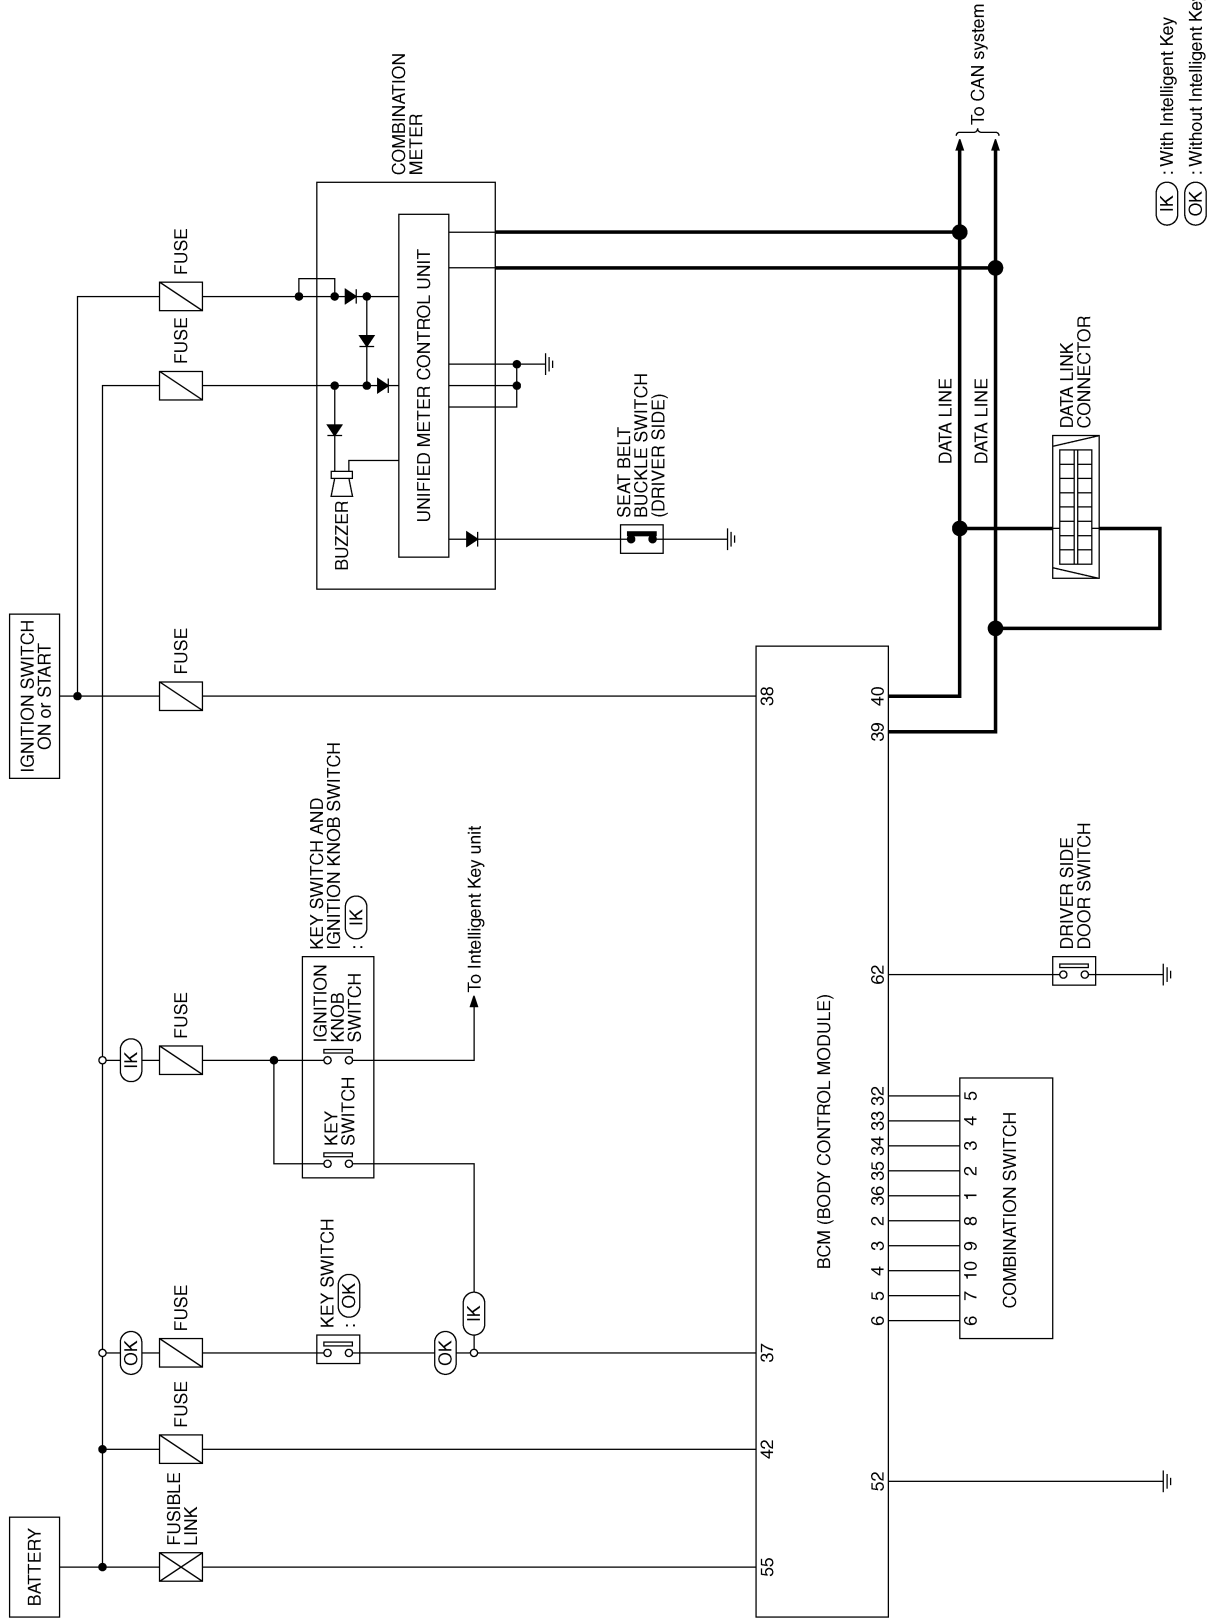 BATTERY
IGNITION SWITCH
ON or START
FUSIBLE
LINK
FUSE
OK
FUSE
IK
FUSE
FUSE
FUSE
FUSE
KEY SWITCH
: OK
OK
IK
KEY
SWITCH
IGNITION
KNOB
SWITCH
KEY SWITCH AND
IGNITION KNOB SWITCH
: IK
To Intelligent Key unit
BUZZER
UNIFIED METER CONTROL UNIT
COMBINATION
METER
SEAT BELT
BUCKLE SWITCH
(DRIVER SIDE)
55
42
37
38
BCM (BODY CONTROL MODULE)
52
6
5
4
3
2
36
35
34
33
32
62
39
40
6
7
10
9
8
1
2
3
4
5
COMBINATION SWITCH
DRIVER SIDE
DOOR SWITCH
DATA LINE
DATA LINE
DATA LINK
CONNECTOR
To CAN system
IK : With Intelligent Key
OK : Without Intelligent Key